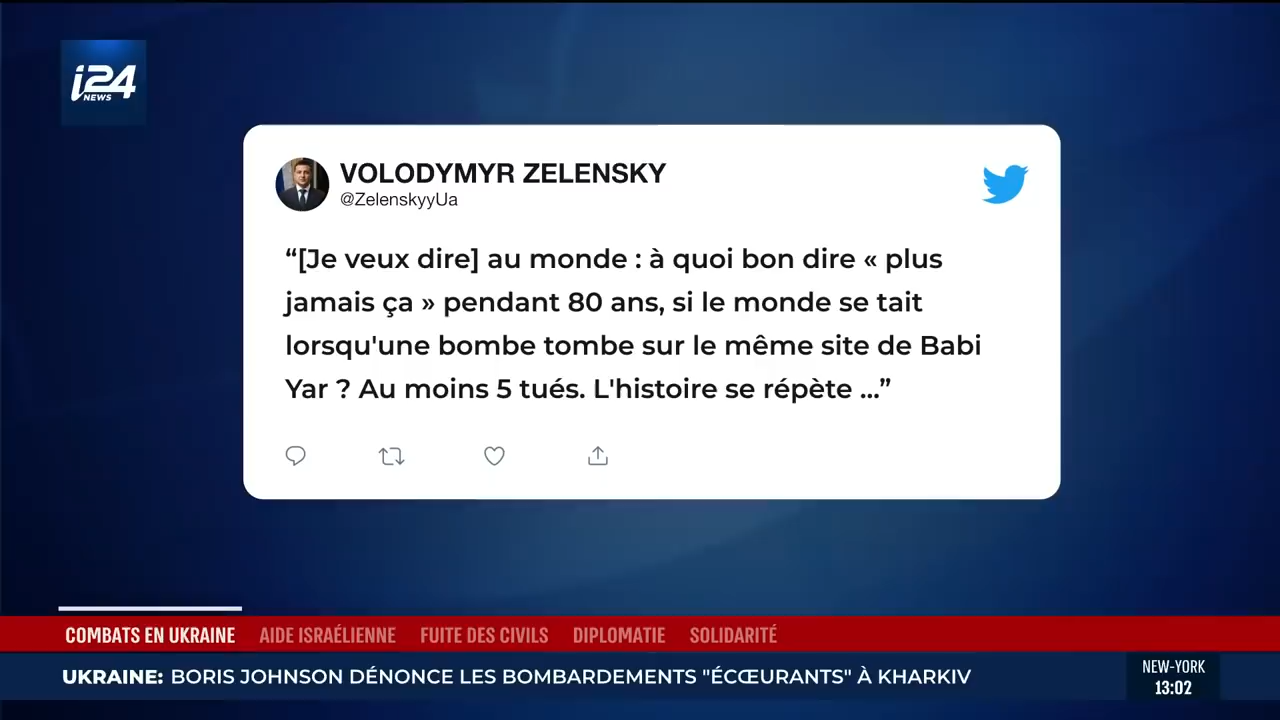 i24
NEWS
VOLODYMYR ZELENSKY
@ZelenskyyUa
“[Je veux dire] au monde : à quoi bon dire « plus
jamais ça » pendant 80 ans, si le monde se tait
lorsqu'une bombe tombe sur le même site de Babi
Yar ? Au moins 5 tués. L'histoire se répète ...”
COMBATS EN UKRAINE AIDE ISRAÉLIENNE FUITE DES CIVILS DIPLOMATIE SOLIDARITÉ
UKRAINE: BORIS JOHNSON DÉNONCE LES BOMBARDEMENTS "ÉCŒURANTS" À KHARKIV
NEW-YORK
13:02